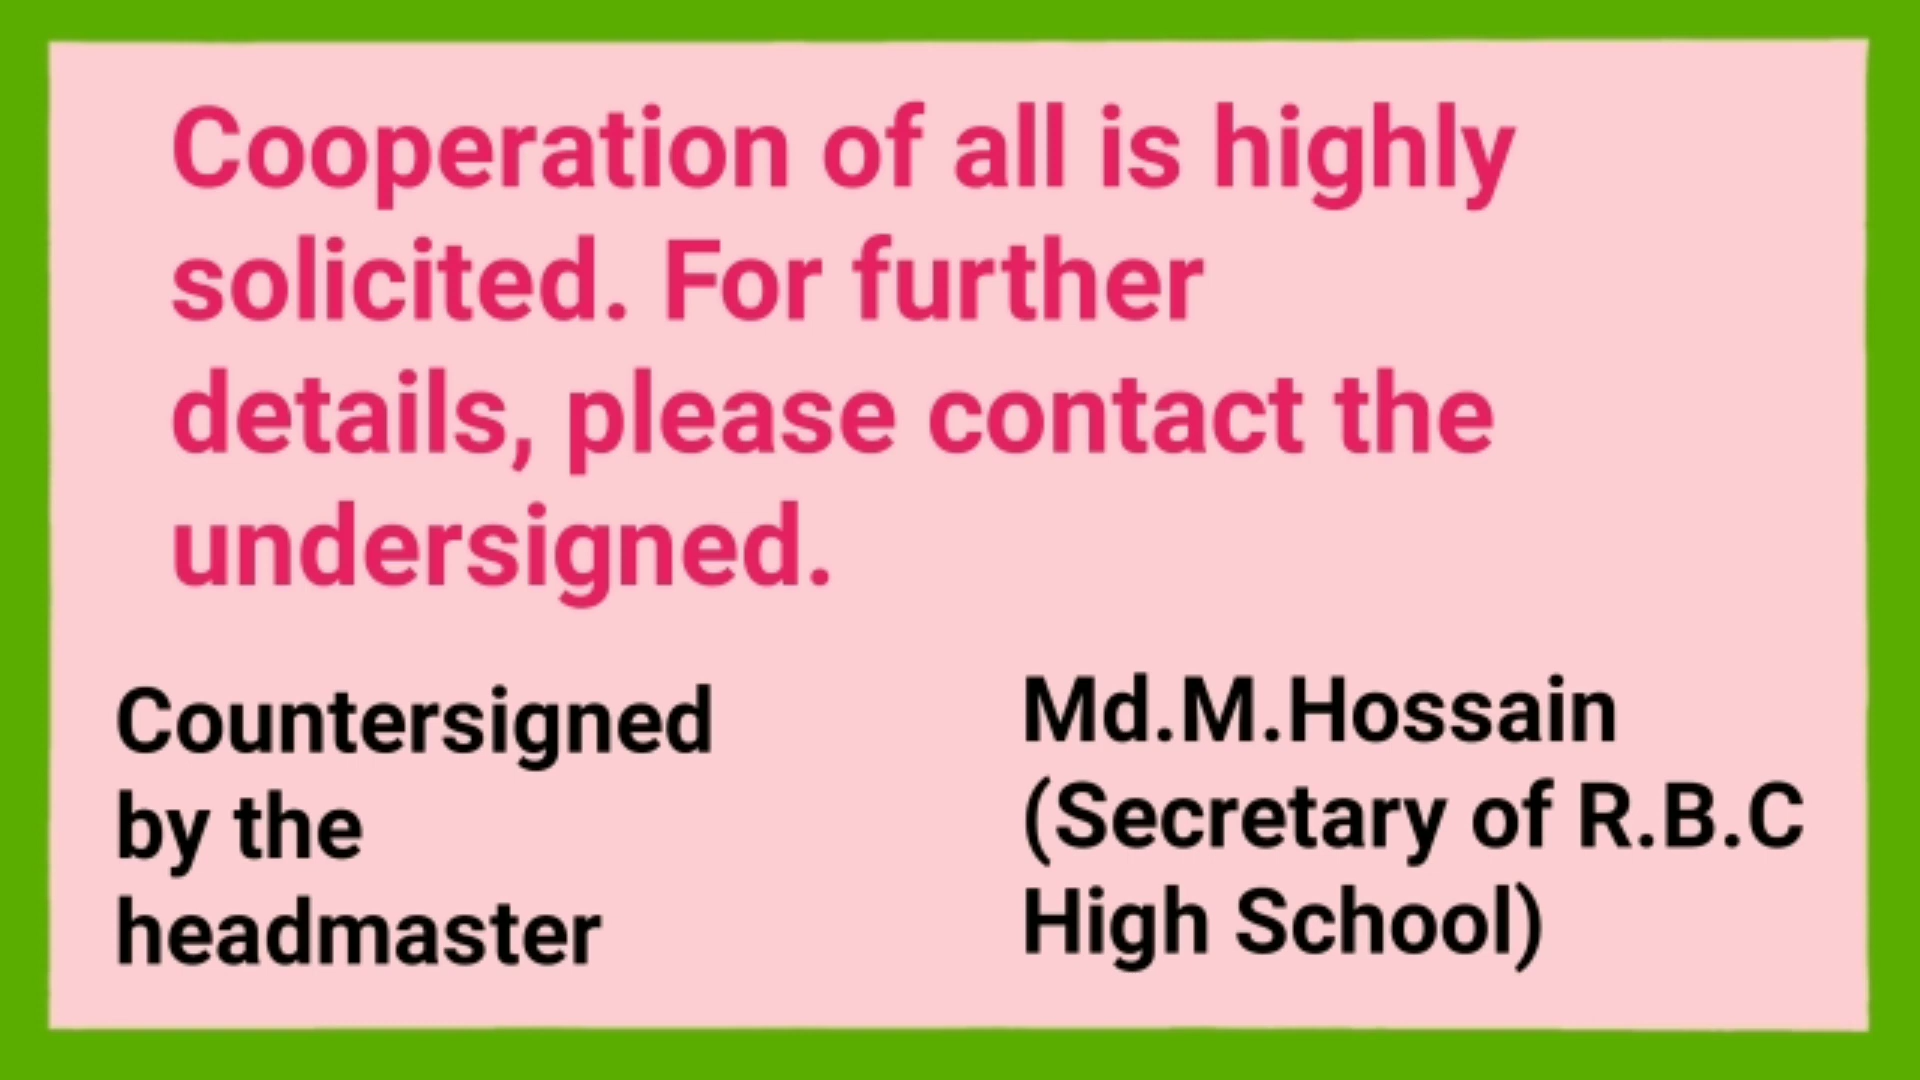 Cooperation of all is highly
solicited. For further
details, please contact the
undersigned.
Countersigned
by the
headmaster
Md.M.Hossain
(Secretary of R.B.C
High School)